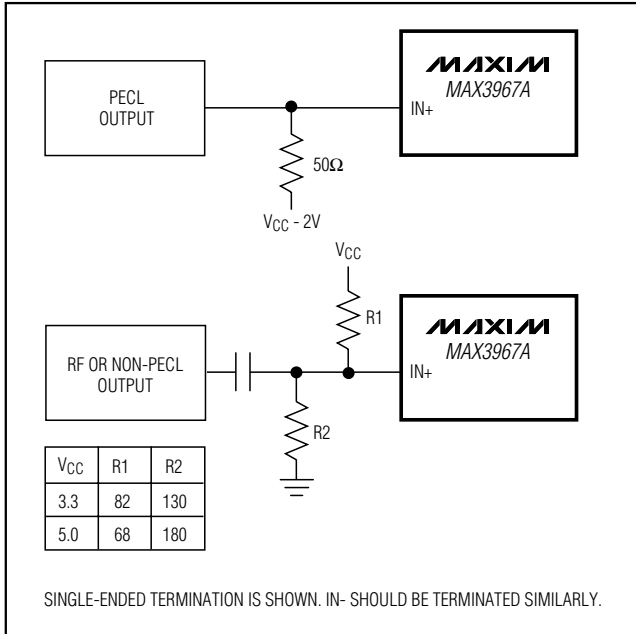 PECL
OUTPUT
MAXIM
MAX3967A
IN+
50Ω
VCC - 2V
VCC
R1
RF OR NON-PECL
OUTPUT
MAXIM
MAX3967A
IN+
R2
VCC R1 R2
3.3 82 130
5.0 68 180
SINGLE-ENDED TERMINATION IS SHOWN. IN- SHOULD BE TERMINATED SIMILARLY.